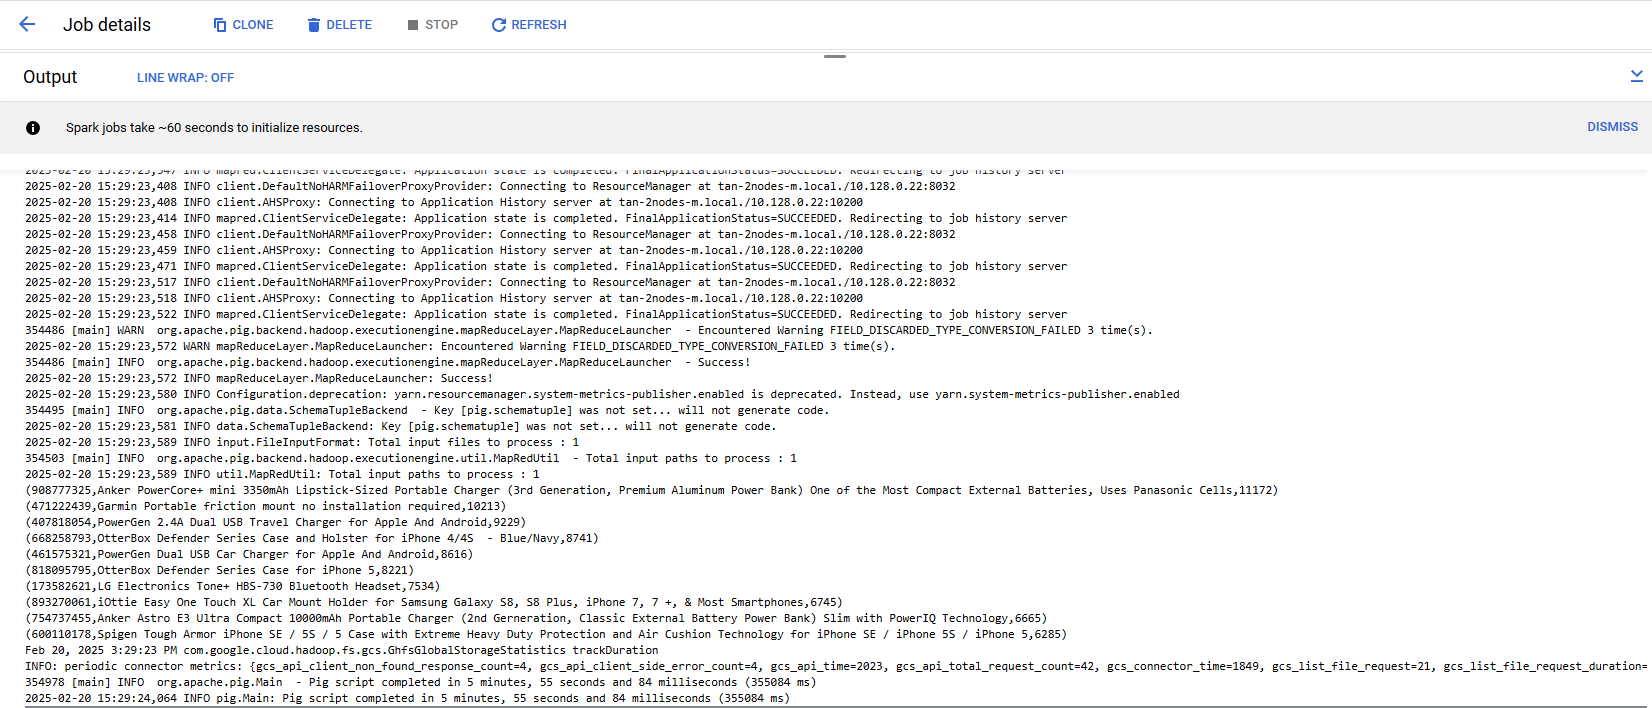 Job details
CLONE
DELETE
STOP
REFRESH
Output
LINE WRAP: OFF
Spark jobs take ~60 seconds to initialize resources.
DISMISS
2025-02-20 15:29:23,347 INFO mapred.ClientServiceDelegate: Application state is completed. FinalApplicationStatus=SUCCEEDED. Redirecting to job history server
2025-02-20 15:29:23,408 INFO client.DefaultNoHARMFailoverProxyProvider: Connecting to ResourceManager at tan-2nodes-m.local./10.128.0.22:8032
2025-02-20 15:29:23,408 INFO client.AHSProxy: Connecting to Application History server at tan-2nodes-m.local./10.128.0.22:10200
2025-02-20 15:29:23,414 INFO mapred.ClientServiceDelegate: Application state is completed. FinalApplicationStatus=SUCCEEDED. Redirecting to job history server
2025-02-20 15:29:23,458 INFO client.DefaultNoHARMFailoverProxyProvider: Connecting to ResourceManager at tan-2nodes-m.local./10.128.0.22:8032
2025-02-20 15:29:23,459 INFO client.AHSProxy: Connecting to Application History server at tan-2nodes-m.local./10.128.0.22:10200
2025-02-20 15:29:23,471 INFO mapred.ClientServiceDelegate: Application state is completed. FinalApplicationStatus=SUCCEEDED. Redirecting to job history server
2025-02-20 15:29:23,517 INFO client.DefaultNoHARMFailoverProxyProvider: Connecting to ResourceManager at tan-2nodes-m.local./10.128.0.22:8032
2025-02-20 15:29:23,518 INFO client.AHSProxy: Connecting to Application History server at tan-2nodes-m.local./10.128.0.22:10200
2025-02-20 15:29:23,522 INFO mapred.ClientServiceDelegate: Application state is completed. FinalApplicationStatus=SUCCEEDED. Redirecting to job history server
354486 [main] WARN  org.apache.pig.backend.hadoop.executionengine.mapReduceLayer.MapReduceLauncher  - Encountered Warning FIELD_DISCARDED_TYPE_CONVERSION_FAILED 3 time(s).
2025-02-20 15:29:23,572 WARN mapReduceLayer.MapReduceLauncher: Encountered Warning FIELD_DISCARDED_TYPE_CONVERSION_FAILED 3 time(s).
354486 [main] INFO  org.apache.pig.backend.hadoop.executionengine.mapReduceLayer.MapReduceLauncher  - Success!
2025-02-20 15:29:23,572 INFO mapReduceLayer.MapReduceLauncher: Success!
2025-02-20 15:29:23,580 INFO Configuration.deprecation: yarn.resourcemanager.system-metrics-publisher.enabled is deprecated. Instead, use yarn.system-metrics-publisher.enabled
354495 [main] INFO  org.apache.pig.data.SchemaTupleBackend  - Key [pig.schematuple] was not set... will not generate code.
2025-02-20 15:29:23,581 INFO data.SchemaTupleBackend: Key [pig.schematuple] was not set... will not generate code.
2025-02-20 15:29:23,589 INFO input.FileInputFormat: Total input files to process : 1
354503 [main] INFO  org.apache.pig.backend.hadoop.executionengine.util.MapRedUtil  - Total input paths to process : 1
2025-02-20 15:29:23,589 INFO util.MapRedUtil: Total input paths to process : 1
(908777325,Anker PowerCore+ mini 3350mAh Lipstick-Sized Portable Charger (3rd Generation, Premium Aluminum Power Bank) One of the Most Compact External Batteries, Uses Panasonic Cells,11172)
(471222439,Garmin Portable friction mount no installation required,10213)
(407818054,PowerGen 2.4A Dual USB Travel Charger for Apple And Android,9229)
(668258793,OtterBox Defender Series Case and Holster for iPhone 4/4S  - Blue/Navy,8741)
(461575321,PowerGen Dual USB Car Charger for Apple And Android,8616)
(818095795,OtterBox Defender Series Case for iPhone 5,8221)
(173582621,LG Electronics Tone+ HBS-730 Bluetooth Headset,7534)
(893270061,iOttie Easy One Touch XL Car Mount Holder for Samsung Galaxy S8, S8 Plus, iPhone 7, 7 +, & Most Smartphones,6745)
(754737455,Anker Astro E3 Ultra Compact 10000mAh Portable Charger (2nd Gernration, Classic External Battery Power Bank) Slim with PowerIQ Technology,6665)
(600110178,Spigen Tough Armor iPhone SE / 5S / 5 Case with Extreme Heavy Duty Protection and Air Cushion Technology for iPhone SE / iPhone 5S / iPhone 5,6285)
Feb 20, 2025 3:29:23 PM com.google.cloud.hadoop.fs.gcs.GhfsGlobalStorageStatistics trackDuration
INFO: periodic connector metrics: {gcs_api_client_non_found_response_count=4, gcs_api_client_side_error_count=4, gcs_api_time=2023, gcs_api_total_request_count=42, gcs_connector_time=1849, gcs_list_file_request=21, gcs_list_file_request_duration=
354978 [main] INFO  org.apache.pig.Main  - Pig script completed in 5 minutes, 55 seconds and 84 milliseconds (355084 ms)
2025-02-20 15:29:24,064 INFO pig.Main: Pig script completed in 5 minutes, 55 seconds and 84 milliseconds (355084 ms)